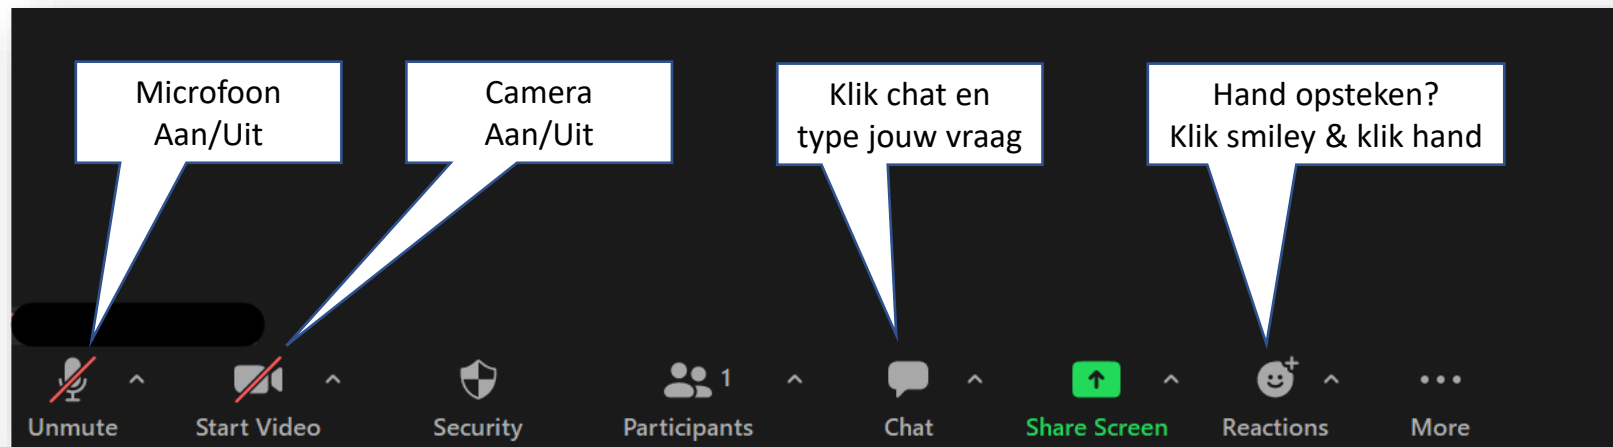 Microfoon
Aan/Uit
Camera
Aan/Uit
Klik chat en
type jouw vraag
Hand opsteken?
Klik smiley & klik hand
1
Unmute
Start Video
Security
Participants
Chat
Share Screen
Reactions
More